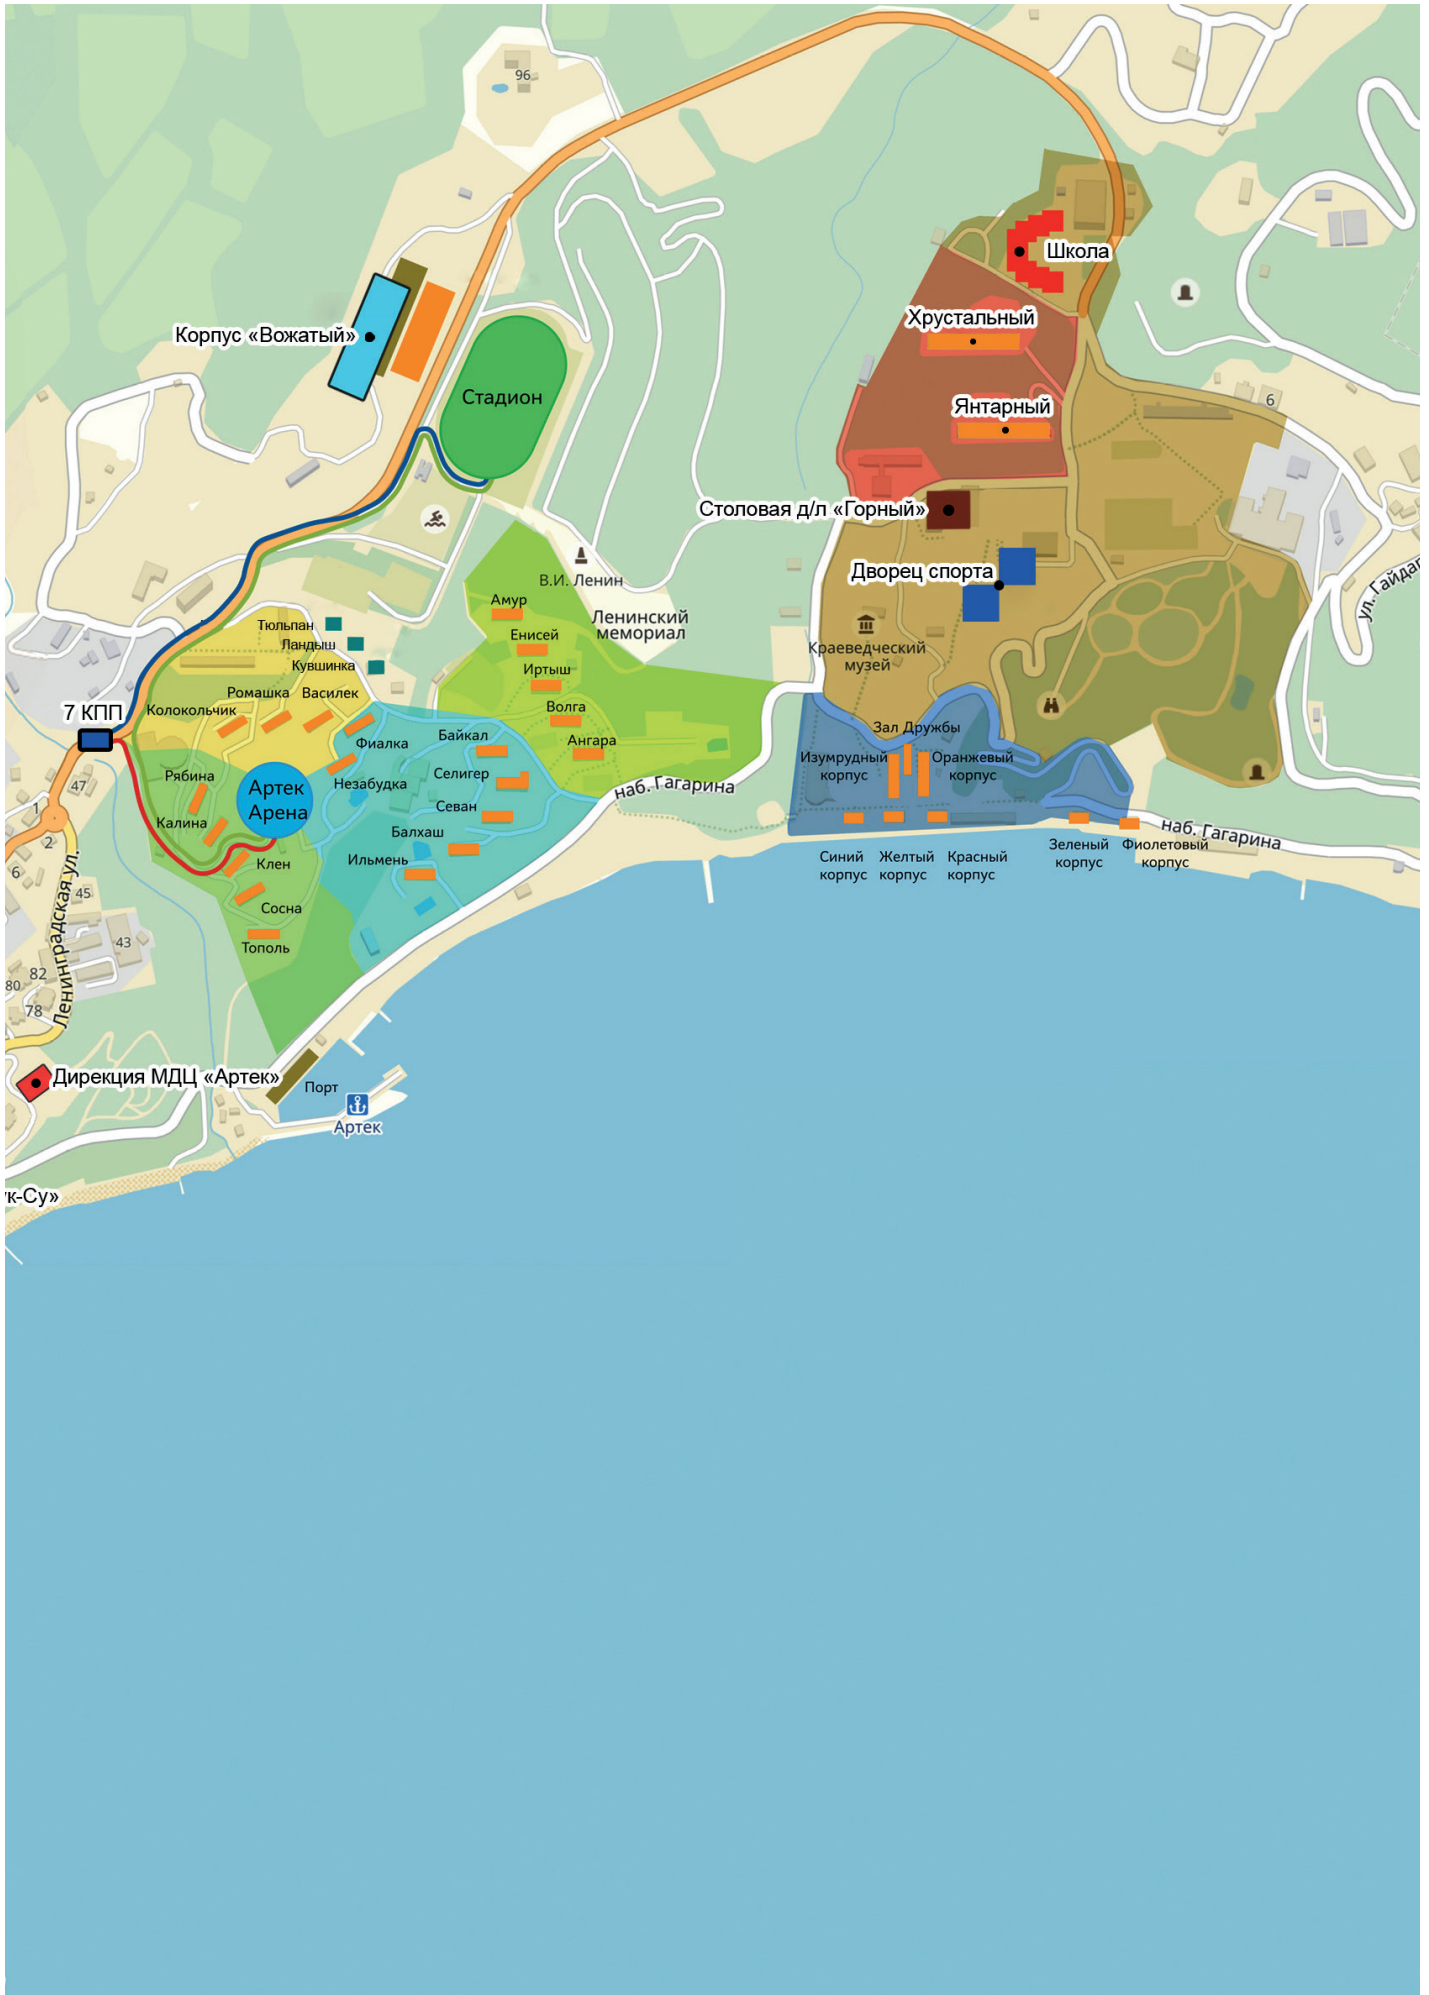 96
Школа
Хрустальный
Корпус «Вожатый»
Стадион
Янтарный
6
Столовая д/л «Горный»
В.И. Ленин
Дворец спорта
ул. Гайдар
Амур
Ленинский
мемориал
Тюльпан
Енисей
Ландыш
Краеведческий
музей
Кувшинка
Иртыш
Ромашка
Василек
Колокольчик
Волга
7 КПП
Зал Дружбы
Фиалка
Байкал
Ангара
Изумрудный
корпус
Оранжевый
корпус
Рябина
Селигер
Незабудка
наб. Гагарина
47
Артек
Арена
1
Севан
Калина
Балхаш
наб. Гагарина
2
Ильмень
Клен
Синий
корпус
Желтый
корпус
Красный
корпус
Зеленый
корпус
Фиолетовый
корпус
6
45
Сосна
Ленинградская ул.
43
Тополь
82
80
78
Дирекция МДЦ «Артек»
Порт
Артек
к-Су»